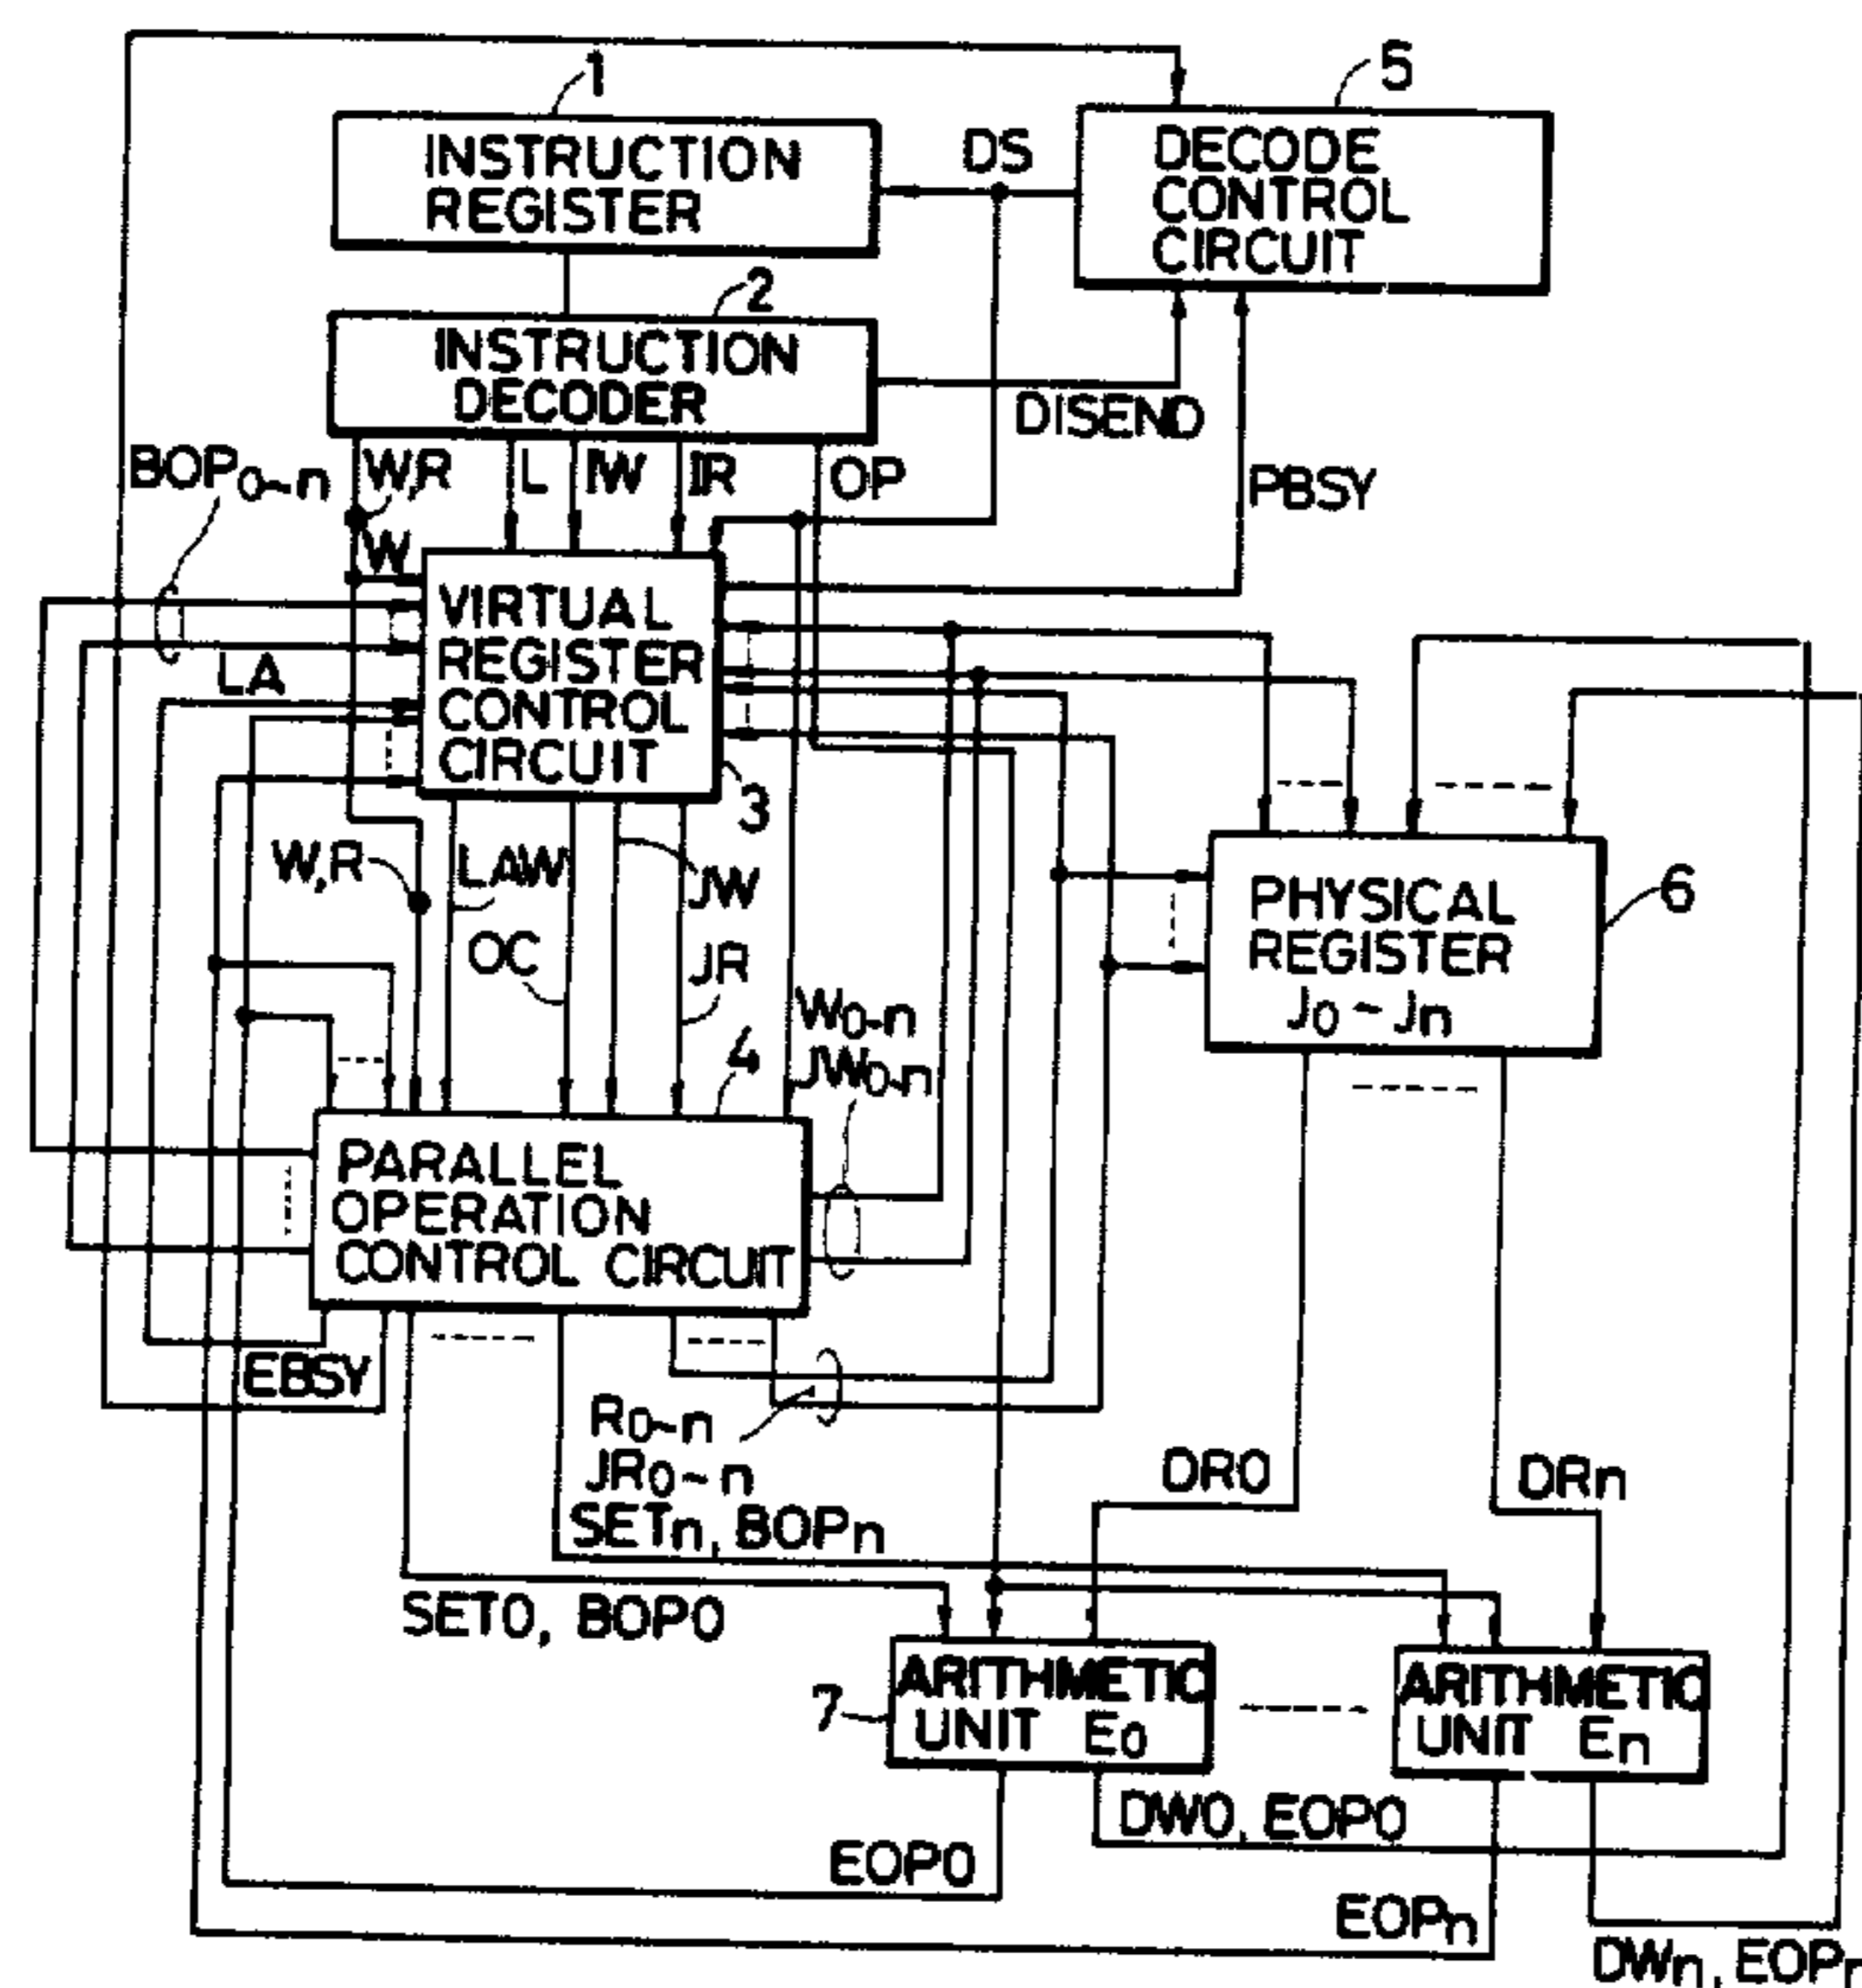 1
5
INSTRUCTION
REGISTER
DS
DECODE
CONTROL
CIRCUIT
2
INSTRUCTION
DECODER
DISEND
BOP0~n
W,R
L
IW
IR
OP
PBSY
W
VIRTUAL
REGISTER
CONTROL
CIRCUIT
LA
3
W,R
LAW
JW
OC
JR
PHYSICAL
REGISTER
J0 ~ Jn
6
4
W0-n
JW0-n
PARALLEL
OPERATION
CONTROL CIRCUIT
EBSY
R0~n
JR0~n
SETn, BOPn
DR0
DRn
SET0, BOP0
7
ARITHMETIC
UNIT E0
ARITHMETIC
UNIT En
DW0, EOP0
EOP0
EOPn
DWn, EOPn